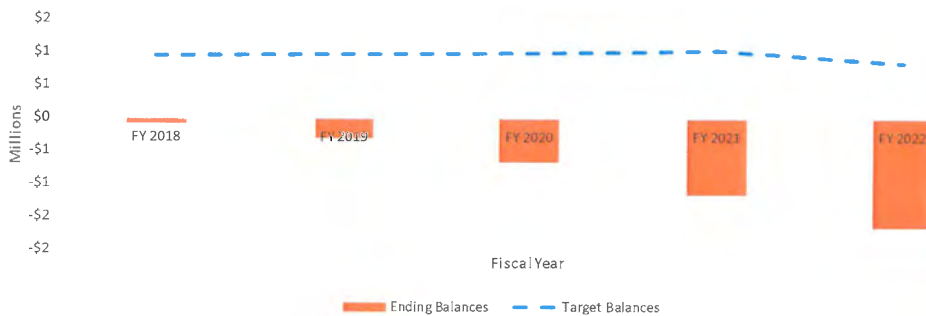 $2
$1
$1
$0
-$1
-$1
-$2
-$2
Millions
FY 2018
FY 2019
FY 2020
FY 2021
FY 2022
Fiscal Year
Ending Balances
Target Balances